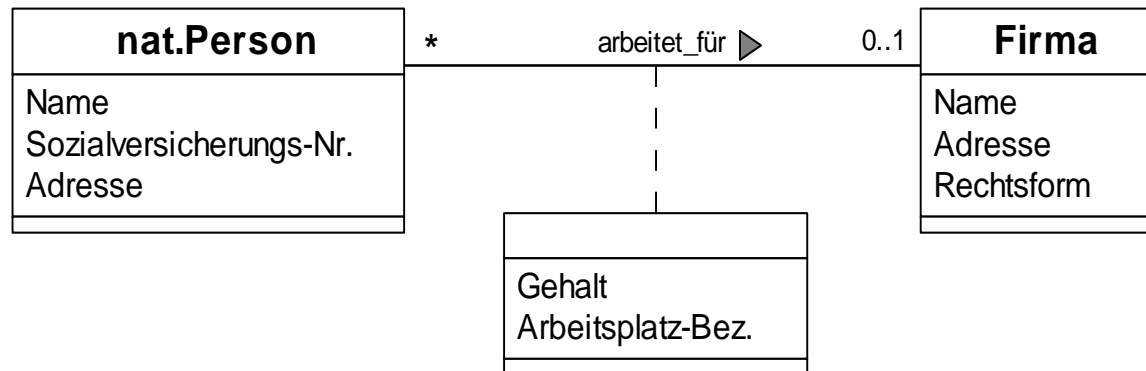 nat.Person
* arbeitet_für 0..1
Firma
Name
Sozialversicherungs-Nr.
Adresse
Name
Adresse
Rechtsform
Gehalt
Arbeitsplatz-Bez.